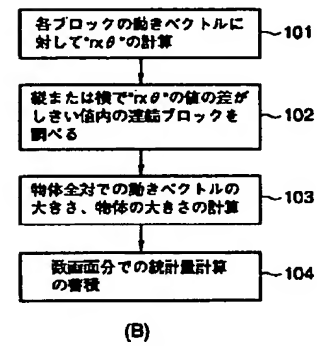 各ブロックの動きベクトルに
対して"r×θ"の計算
101
縦または横で"r×θ"の値の差が
しきい値内の連結ブロックを
調べる
102
物体全対での動きベクトルの
大きさ、物体の大きさの計算
103
数画面分での統計量計算
の蓄積
104
(B)